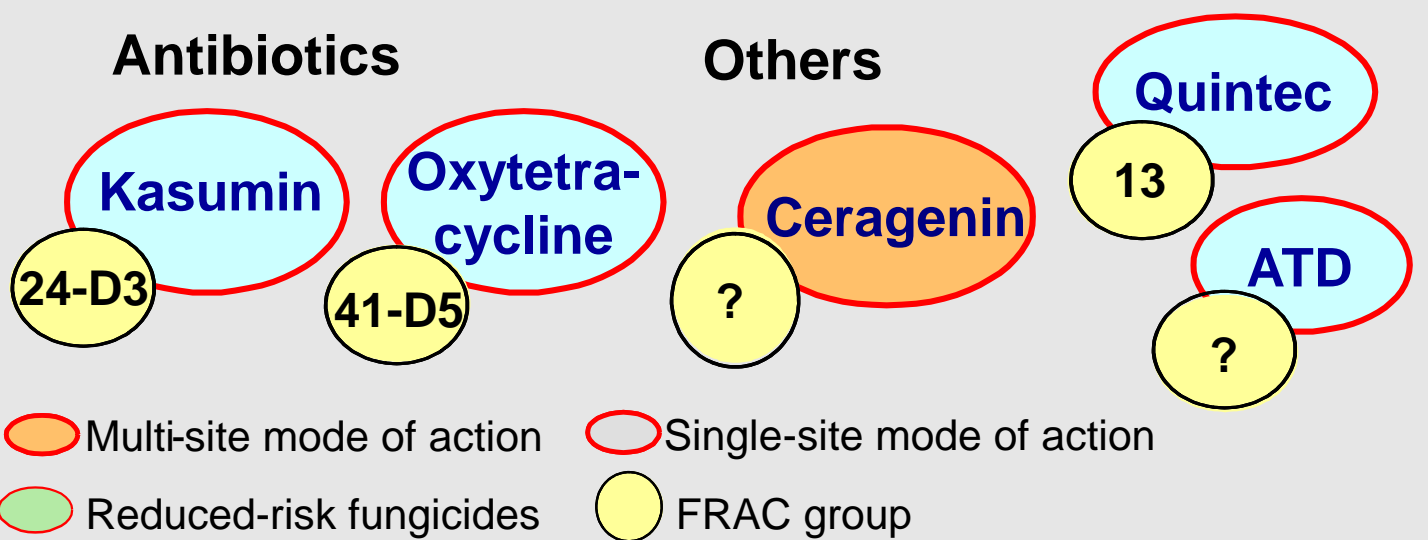 Antibiotics
Others
Kasumin
24-D3
Oxytetra-
cycline
41-D5
Ceragenin
?
Quintec
13
ATD
?
Multi-site mode of action
Single-site mode of action
Reduced-risk fungicides
FRAC group